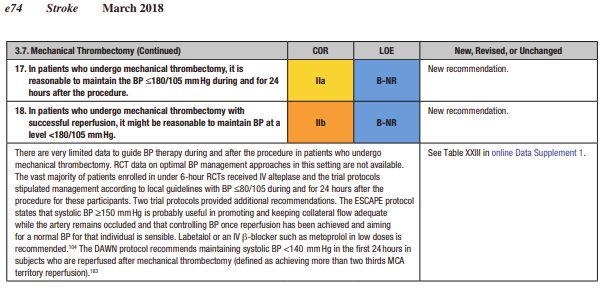 e74 Stroke March 2018
3.7. Mechanical Thrombectomy (Continued) COR LOE New, Revised, or Unchanged
17. In patients who undergo mechanical thrombectomy, it is
reasonable to maintain the BP ≤180/105 mm Hg during and for 24
hours after the procedure.
IIa B-NR New recommendation.
18. In patients who undergo mechanical thrombectomy with
successful reperfusion, it might be reasonable to maintain BP at a
level <180/105 mm Hg.
IIb B-NR New recommendation.
There are very limited data to guide BP therapy during and after the procedure in patients who undergo
mechanical thrombectomy. RCT data on optimal BP management approaches in this setting are not available.
The vast majority of patients enrolled in under 6-hour RCTs received IV alteplase and the trial protocols
stipulated management according to local guidelines with BP ≤80/105 during and for 24 hours after the
procedure for these participants. Two trial protocols provided additional recommendations. The ESCAPE protocol
states that systolic BP ≥150 mm Hg is probably useful in promoting and keeping collateral flow adequate
while the artery remains occluded and that controlling BP once reperfusion has been achieved and aiming
for a normal BP for that individual is sensible. Labetalol or an IV β-blocker such as metoprolol in low doses is
recommended.104 The DAWN protocol recommends maintaining systolic BP <140 mm Hg in the first 24 hours in
subjects who are reperfused after mechanical thrombectomy (defined as achieving more than two thirds MCA
territory reperfusion).183
See Table XXIII in online Data Supplement 1.